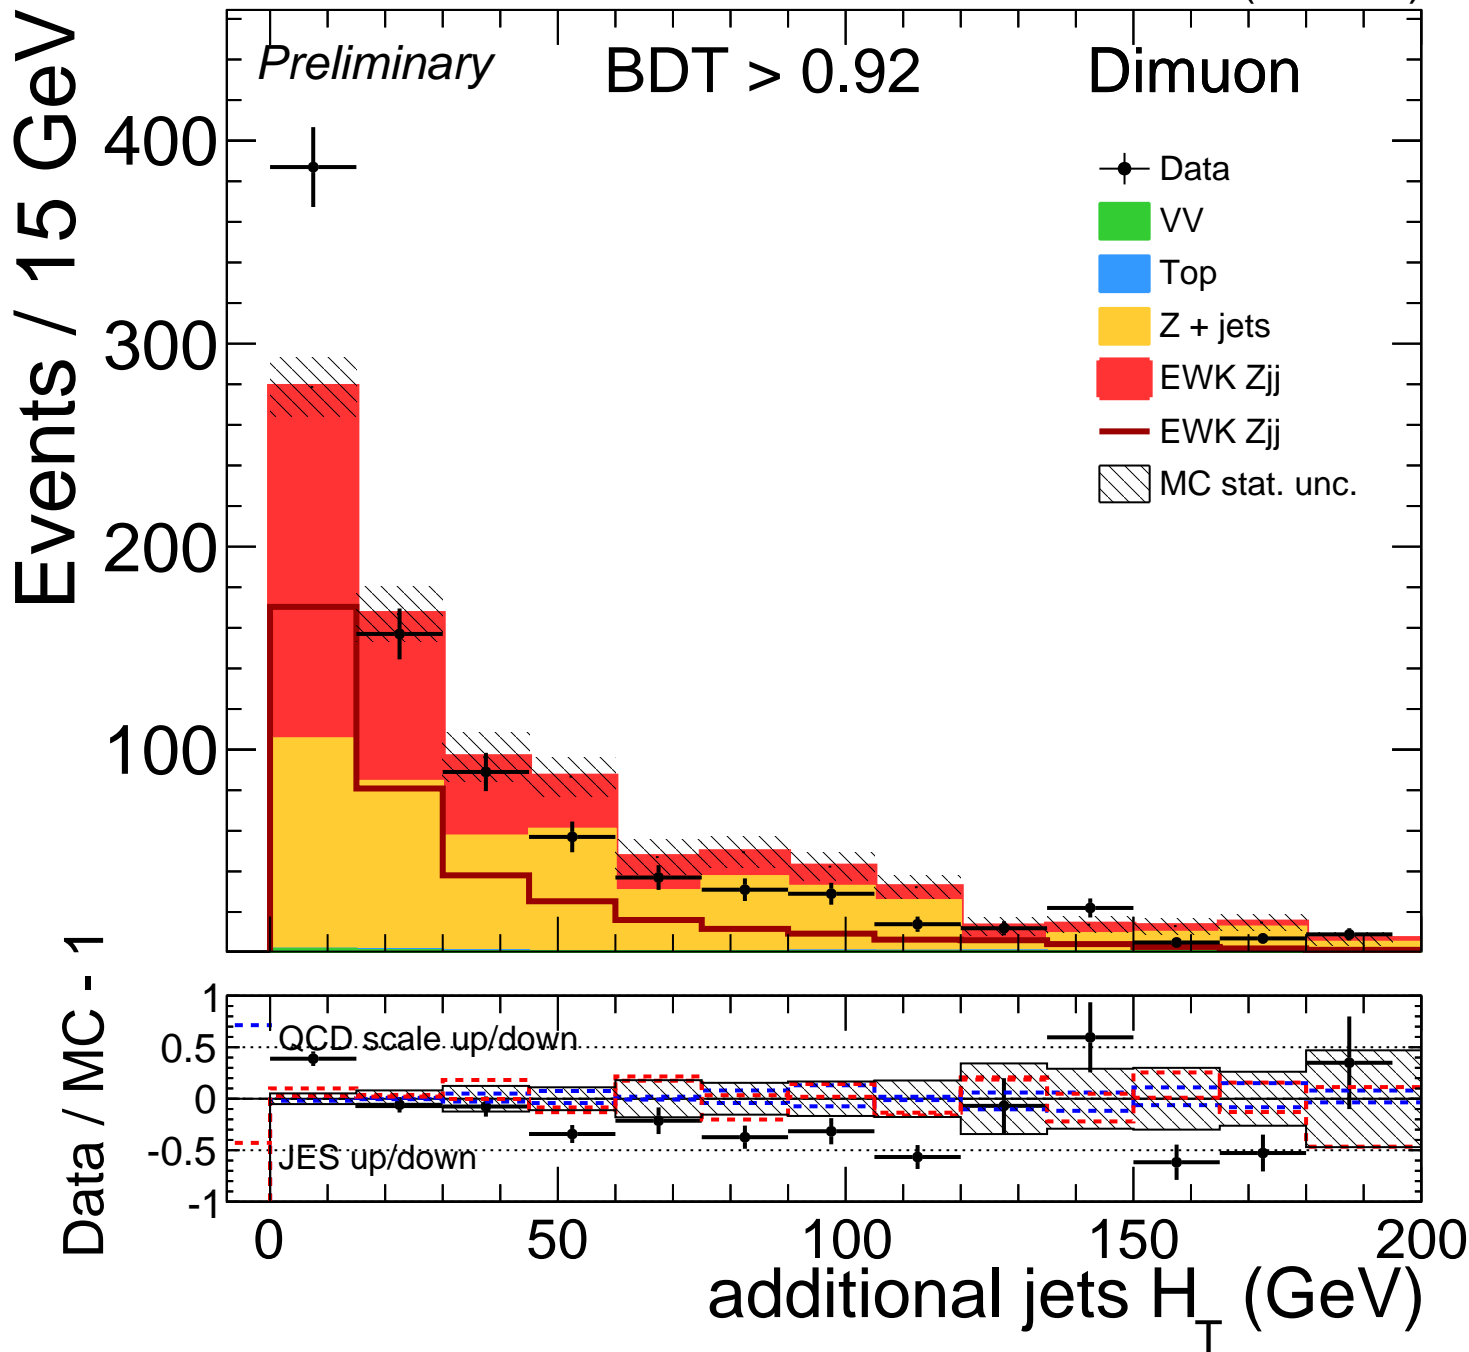 Preliminary
BDT > 0.92
Dimuon
Events / 15 GeV
400
300
200
100
Data
VV
Top
Z + jets
EWK Zjj
EWK Zjj
MC stat. unc.
Data / MC - 1
1
0.5
0
-0.5
-1
QCD scale up/down
JES up/down
0 50 100 150 200
additional jets H_T (GeV)